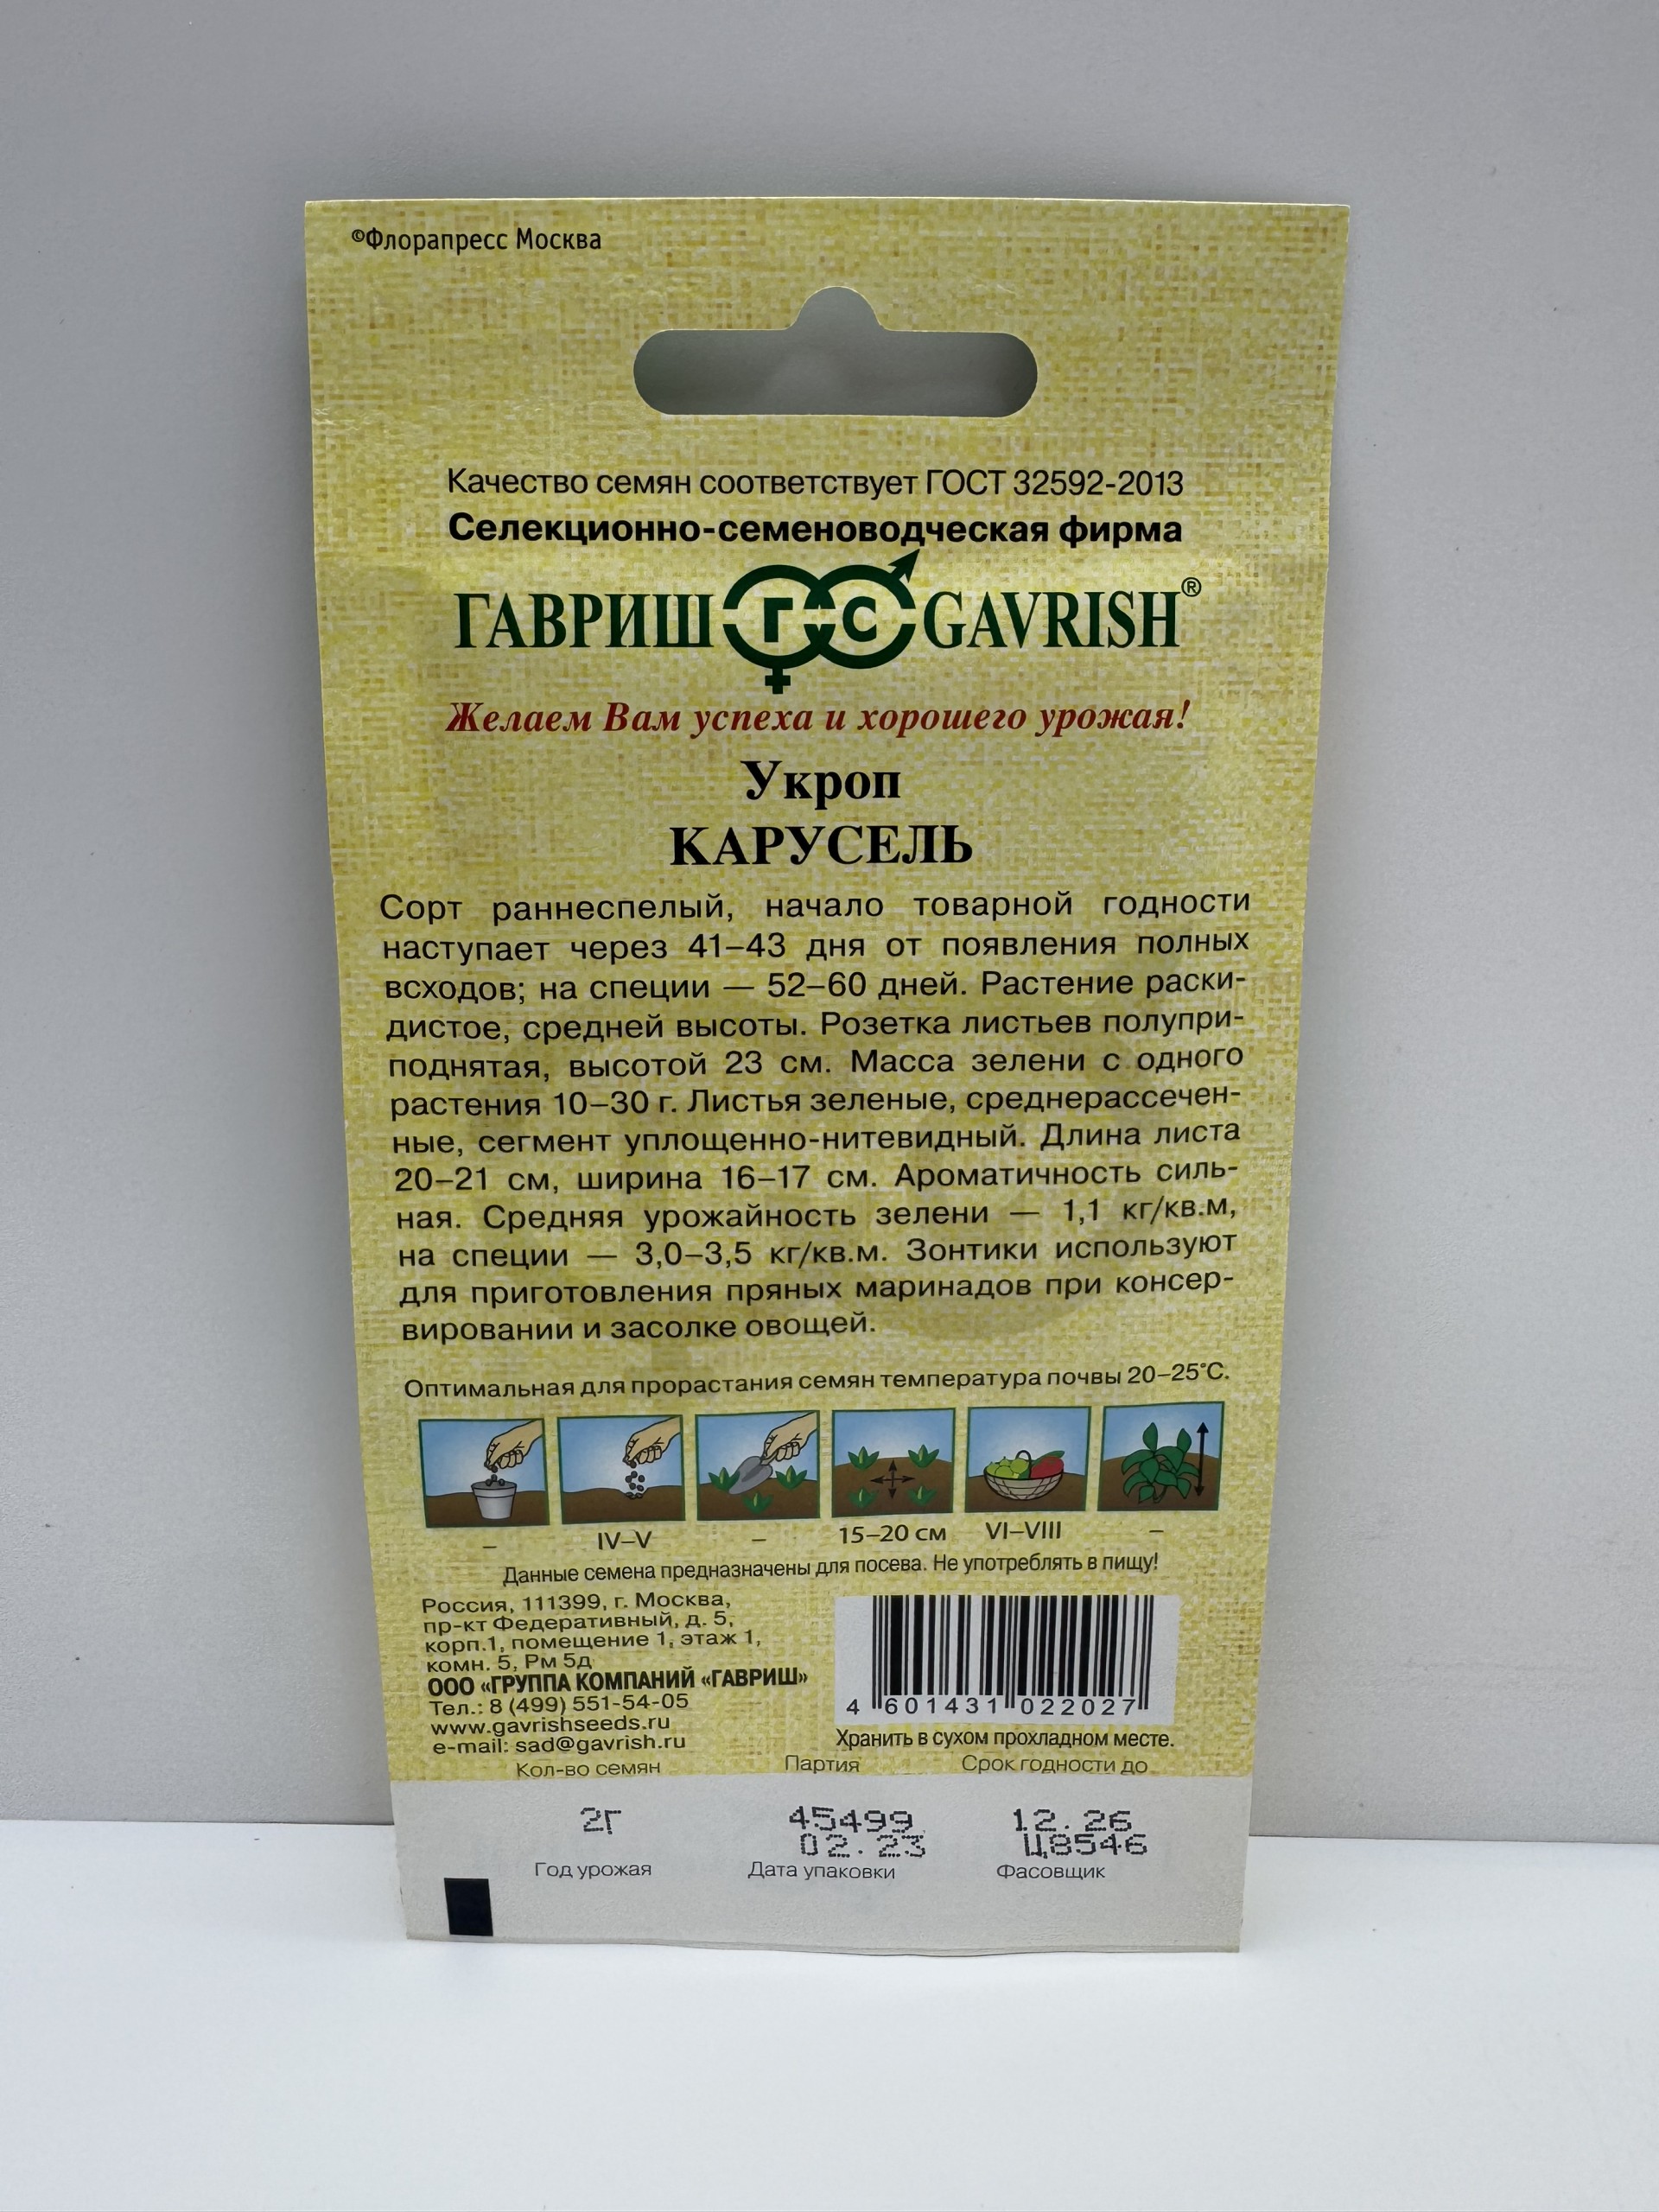 ©Флорапресс Москва
Качество семян соответствует ГОСТ 32592-2013
Селекционно-семеноводческая фирма
ГАВРИШ ГС GAVRISH®
Желаем Вам успеха и хорошего урожая!
Укроп
КАРУСЕЛЬ
Сорт раннеспелый, начало товарной годности
наступает через 41–43 дня от появления полных
всходов; на специи — 52–60 дней. Растение раски-
дистое, средней высоты. Розетка листьев полупри-
поднятая, высотой 23 см. Масса зелени с одного
растения 10–30 г. Листья зеленые, среднерассечен-
ные, сегмент уплощенно-нитевидный. Длина листа
20–21 см, ширина 16–17 см. Ароматичность силь-
ная. Средняя урожайность зелени — 1,1 кг/кв.м,
на специи — 3,0–3,5 кг/кв.м. Зонтики используют
для приготовления пряных маринадов при консер-
вировании и засолке овощей.
Оптимальная для прорастания семян температура почвы 20–25°С.
– IV–V – 15–20 см VI–VIII –
Данные семена предназначены для посева. Не употреблять в пищу!
Россия, 111399, г. Москва,
пр-кт Федеративный, д. 5,
корп.1, помещение 1, этаж 1,
комн. 5, Рм 5д
ООО «ГРУППА КОМПАНИЙ «ГАВРИШ»
Тел.: 8 (499) 551-54-05
www.gavrishseeds.ru
e-mail: sad@gavrish.ru
4 601431 022027
Хранить в сухом прохладном месте.
Кол-во семян Партия Срок годности до
2Г 45499 12.26
02.23 Ц8546
Год урожая Дата упаковки Фасовщик